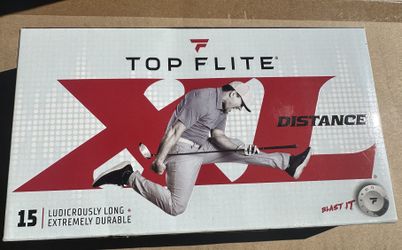 TOP FLITE
XL
DISTANCE
15 LUDICROUSLY LONG +
EXTREMELY DURABLE
BLAST IT